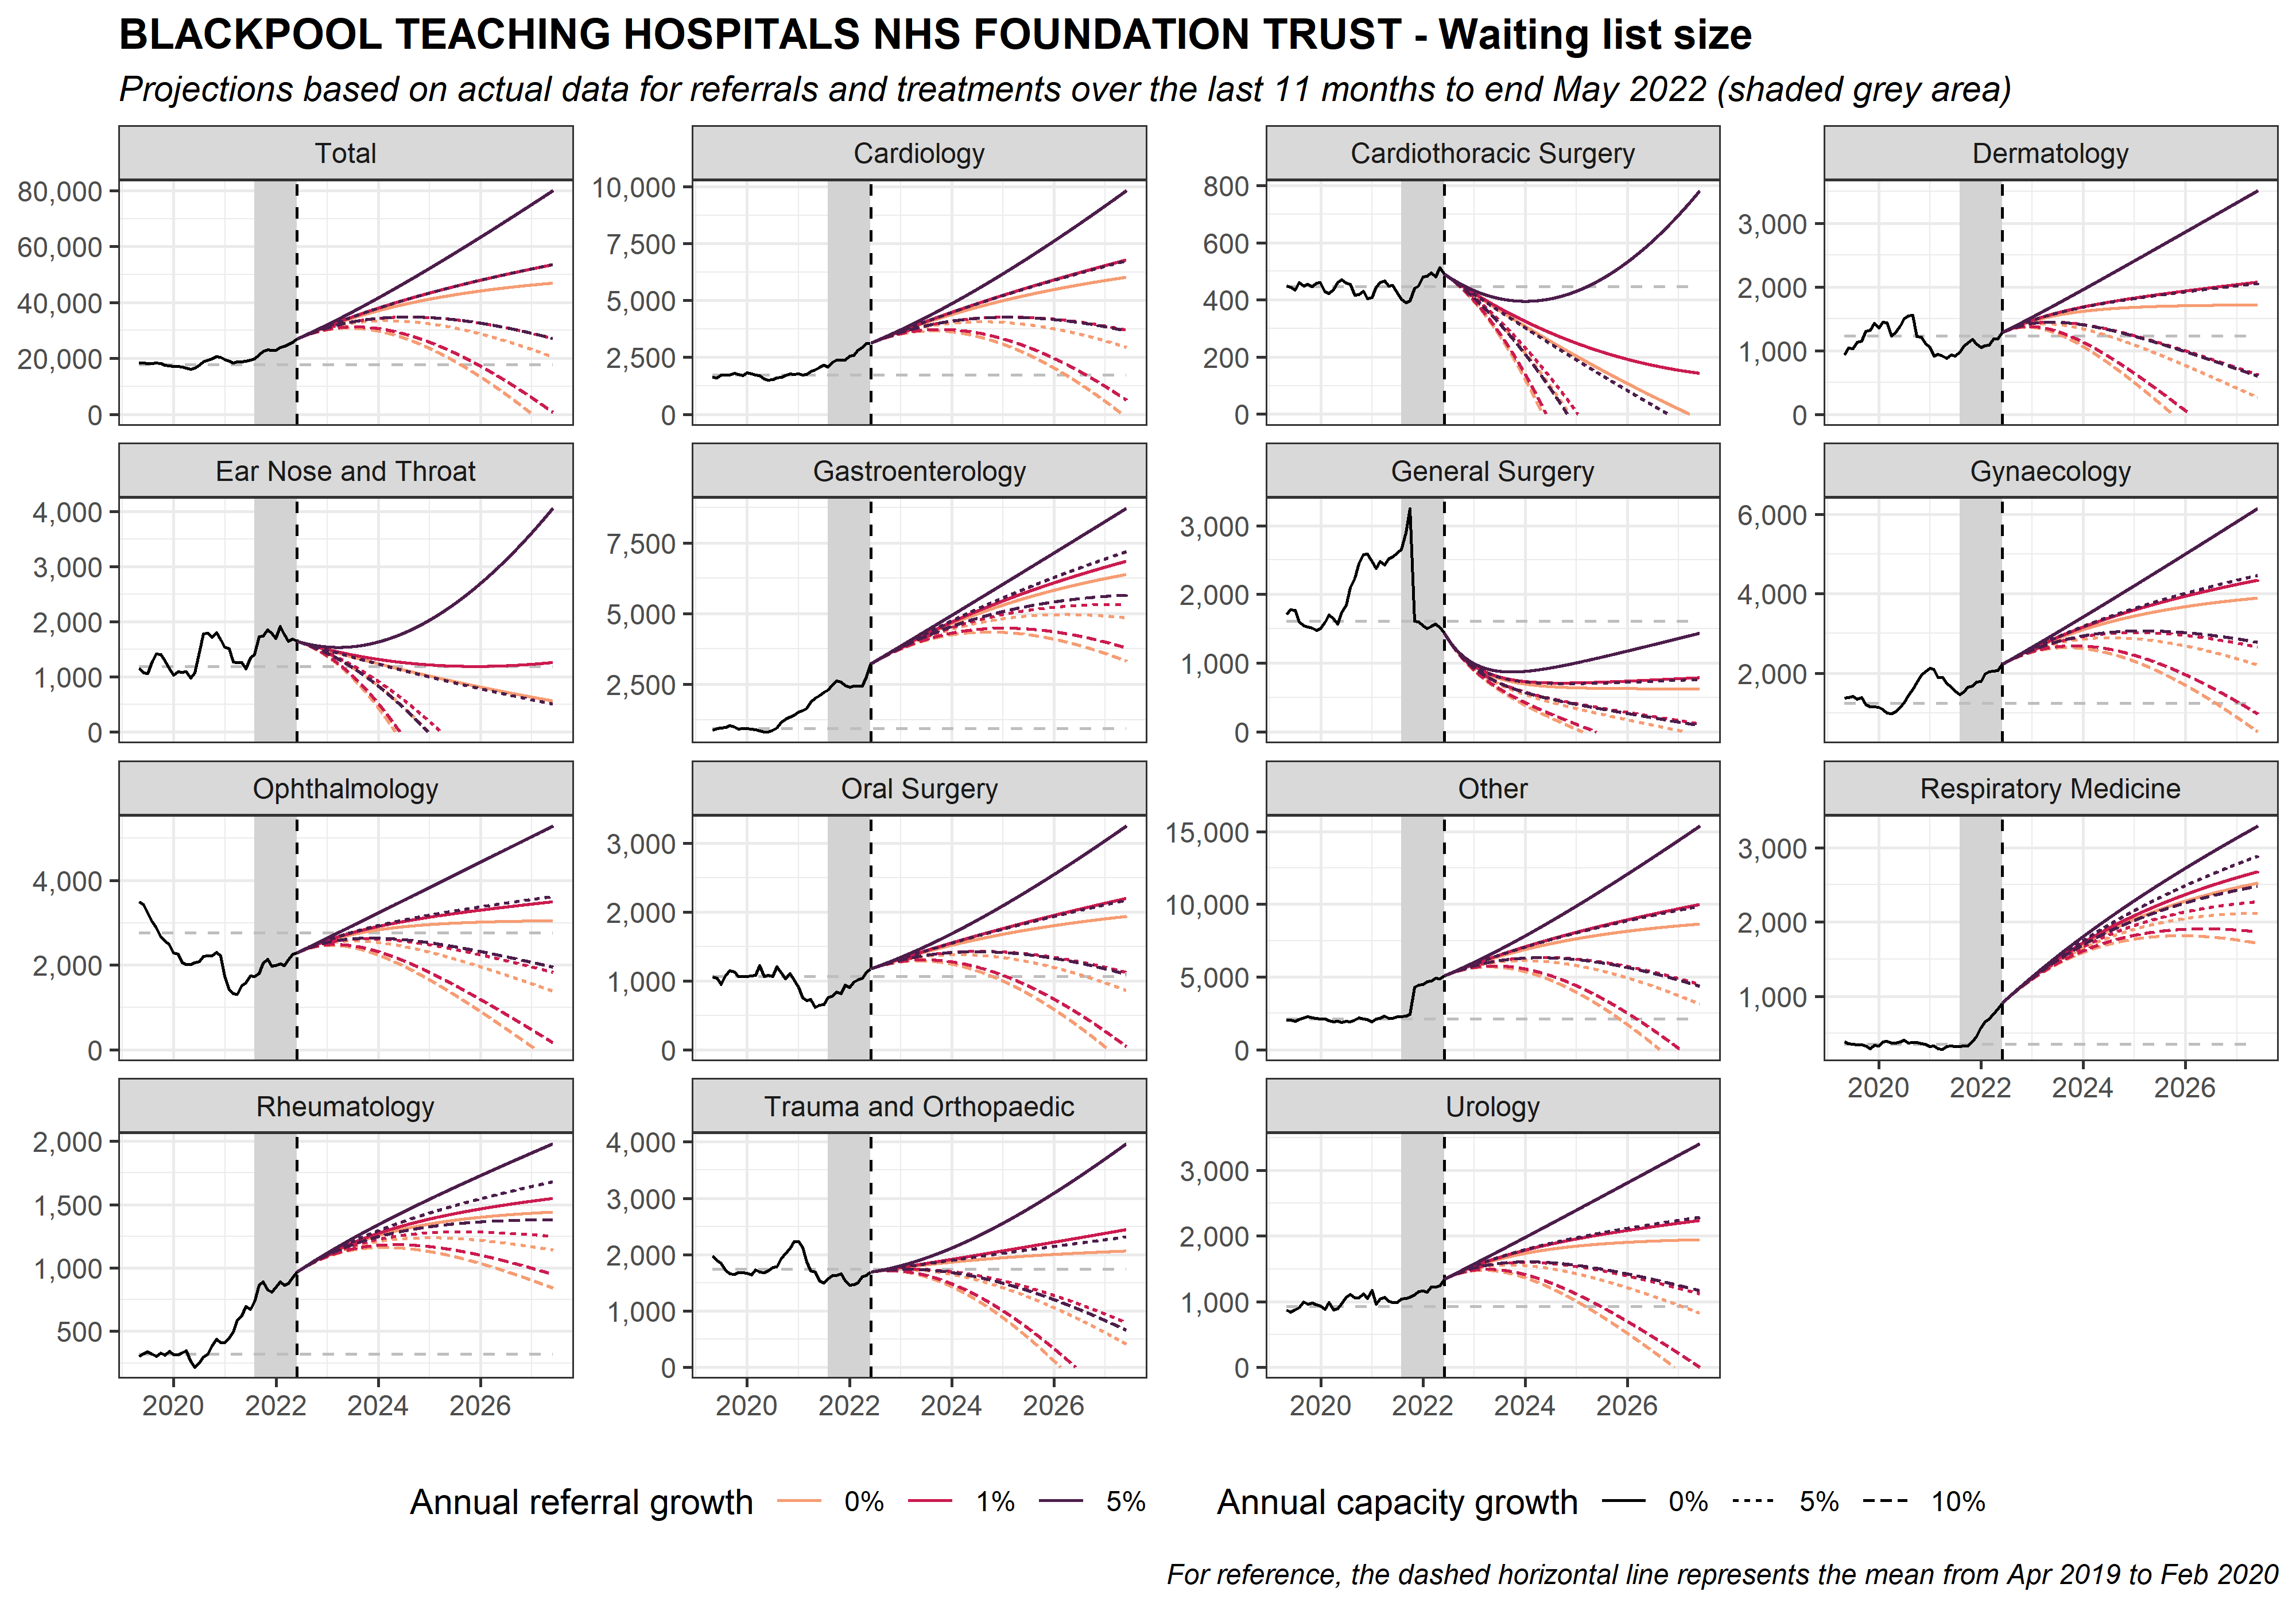 BLACKPOOL TEACHING HOSPITALS NHS FOUNDATION TRUST - Waiting list size
Projections based on actual data for referrals and treatments over the last 11 months to end May 2022 (shaded grey area)
Total
80,000
60,000
40,000
20,000
0
Cardiology
10,000
7,500
5,000
2,500
0
Cardiothoracic Surgery
800
600
400
200
0
Dermatology
3,000
2,000
1,000
0
Ear Nose and Throat
4,000
3,000
2,000
1,000
0
Gastroenterology
7,500
5,000
2,500
General Surgery
3,000
2,000
1,000
0
Gynaecology
6,000
4,000
2,000
Ophthalmology
4,000
2,000
0
Oral Surgery
3,000
2,000
1,000
0
Other
15,000
10,000
5,000
0
Respiratory Medicine
3,000
2,000
1,000
2020 2022 2024 2026
Rheumatology
2,000
1,500
1,000
500
2020 2022 2024 2026
Trauma and Orthopaedic
4,000
3,000
2,000
1,000
0
2020 2022 2024 2026
Urology
3,000
2,000
1,000
0
2020 2022 2024 2026
Annual referral growth 0% 1% 5% Annual capacity growth 0% 5% 10%
For reference, the dashed horizontal line represents the mean from Apr 2019 to Feb 2020